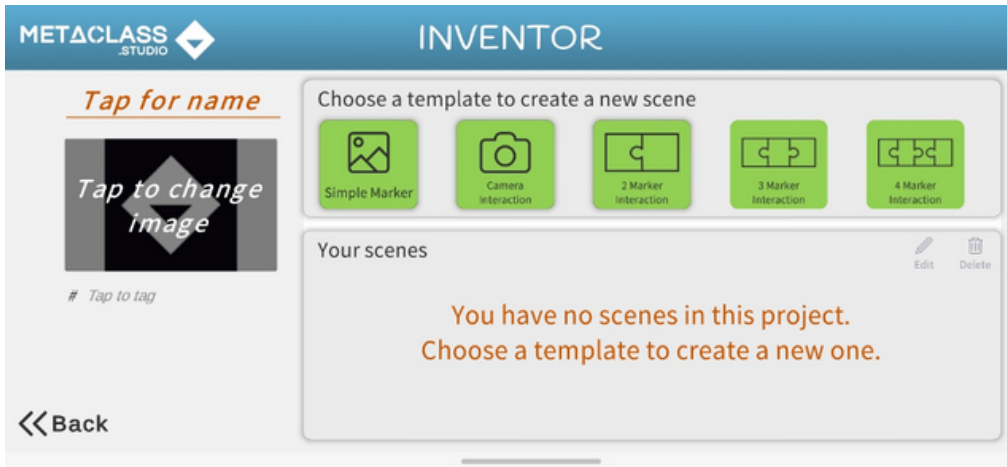 METACLASS
.STUDIO
INVENTOR
Tap for name
Tap to change
image
# Tap to tag
Back
Choose a template to create a new scene
Simple Marker
Camera
Interaction
2 Marker
Interaction
3 Marker
Interaction
4 Marker
Interaction
Your scenes
Edit
Delete
You have no scenes in this project.
Choose a template to create a new one.